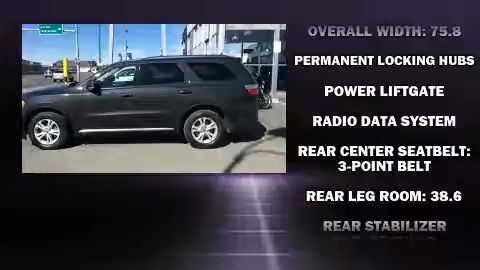 OVERALL WIDTH: 75.8
PERMANENT LOCKING HUBS
POWER LIFTGATE
RADIO DATA SYSTEM
REAR CENTER SEATBELT:
3-POINT BELT
REAR LEG ROOM: 38.6
REAR STABILIZER